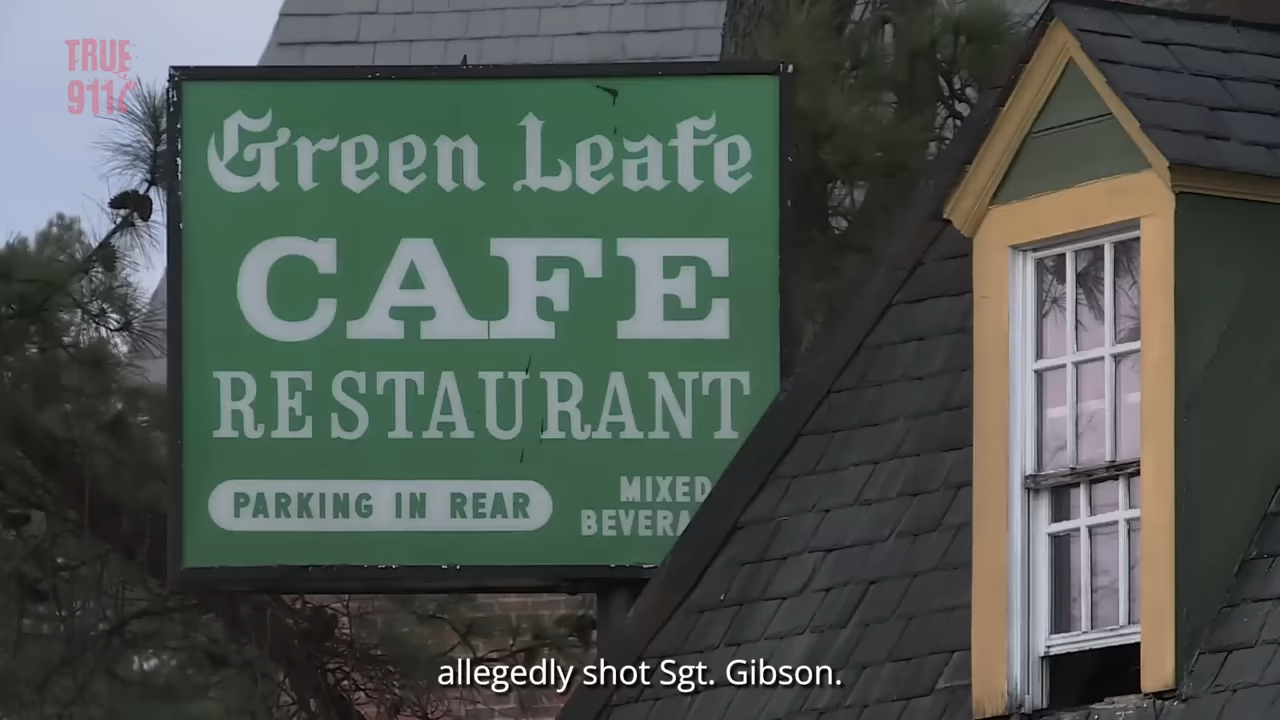 TRUE
911
Green Leafe
CAFE
RESTAURANT
PARKING IN REAR
MIXED
allegedly shot Sgt. Gibson.